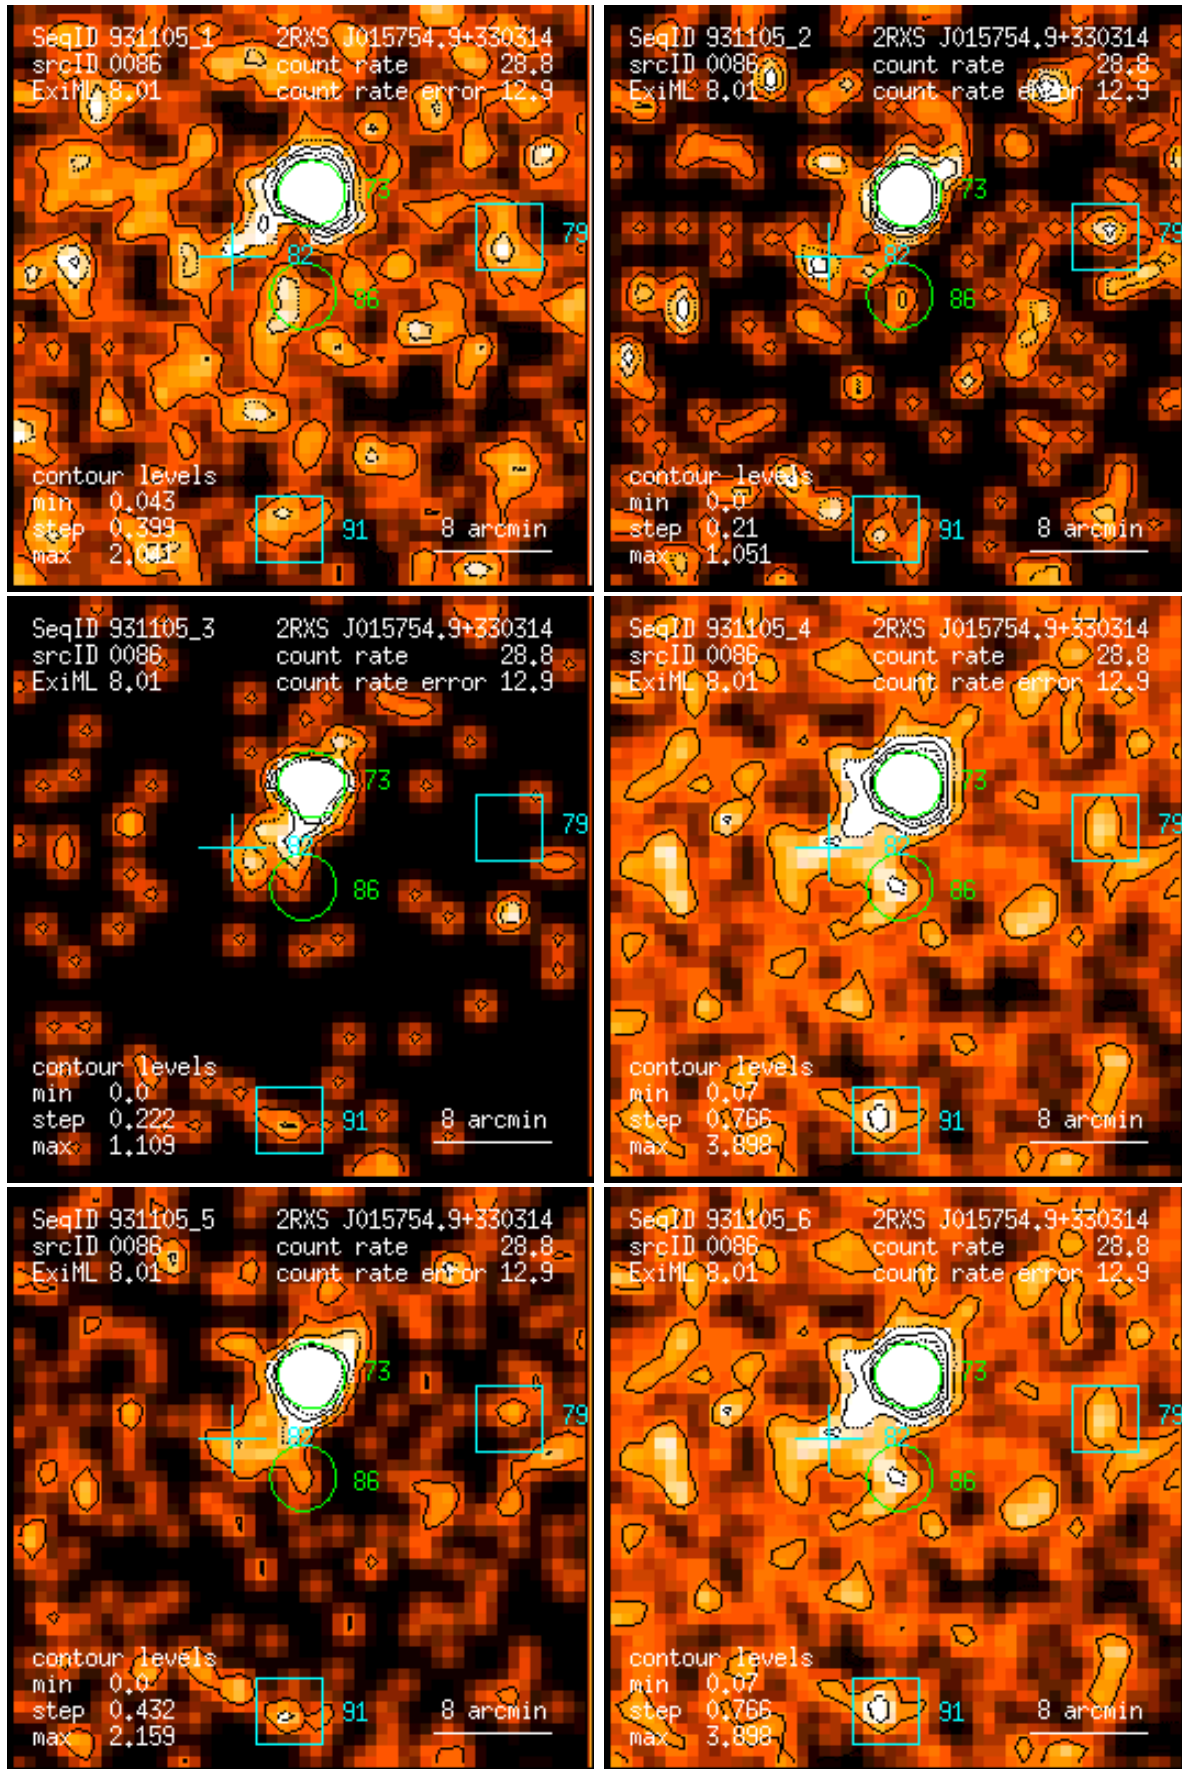 SeqID 931105_1 2RXS J015754.9+330314
srcID 0086 count rate 28.8
ExiML 8.01 count rate error 12.9
73
79
82
86
contour levels
min 0.043
step 0.399
max 2.041
91
8 arcmin
SeqID 931105_2 2RXS J015754.9+330314
srcID 0086 count rate 28.8
ExiML 8.01 count rate error 12.9
73
79
82
86
contour levels
min 0.0
step 0.21
max 1.051
91
8 arcmin
SeqID 931105_3 2RXS J015754.9+330314
srcID 0086 count rate 28.8
ExiML 8.01 count rate error 12.9
73
79
82
86
contour levels
min 0.0
step 0.222
max 1.109
91
8 arcmin
SeqID 931105_4 2RXS J015754.9+330314
srcID 0086 count rate 28.8
ExiML 8.01 count rate error 12.9
73
79
82
86
contour levels
min 0.07
step 0.766
max 3.898
91
8 arcmin
SeqID 931105_5 2RXS J015754.9+330314
srcID 0086 count rate 28.8
ExiML 8.01 count rate error 12.9
73
79
82
86
contour levels
min 0.0
step 0.432
max 2.159
91
8 arcmin
SeqID 931105_6 2RXS J015754.9+330314
srcID 0086 count rate 28.8
ExiML 8.01 count rate error 12.9
73
79
82
86
contour levels
min 0.07
step 0.766
max 3.898
91
8 arcmin